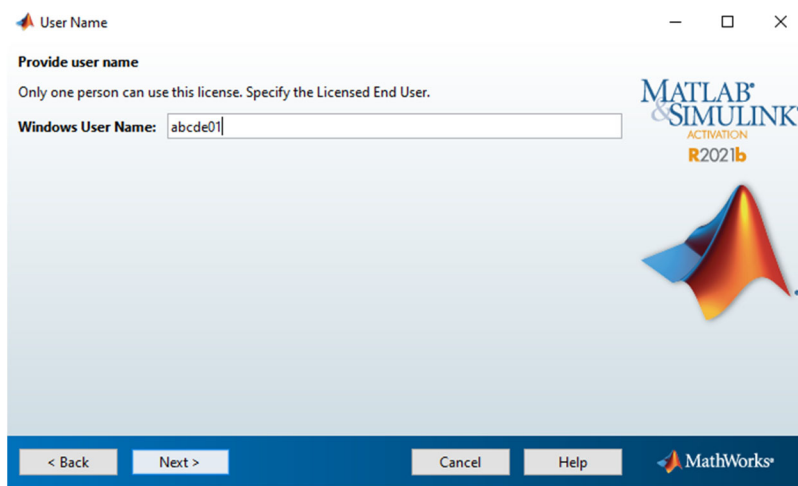 User Name
Provide user name
Only one person can use this license. Specify the Licensed End User.
Windows User Name: abcde01
MATLAB®
&SIMULINK®
ACTIVATION
R2021b
< Back Next > Cancel Help MathWorks®